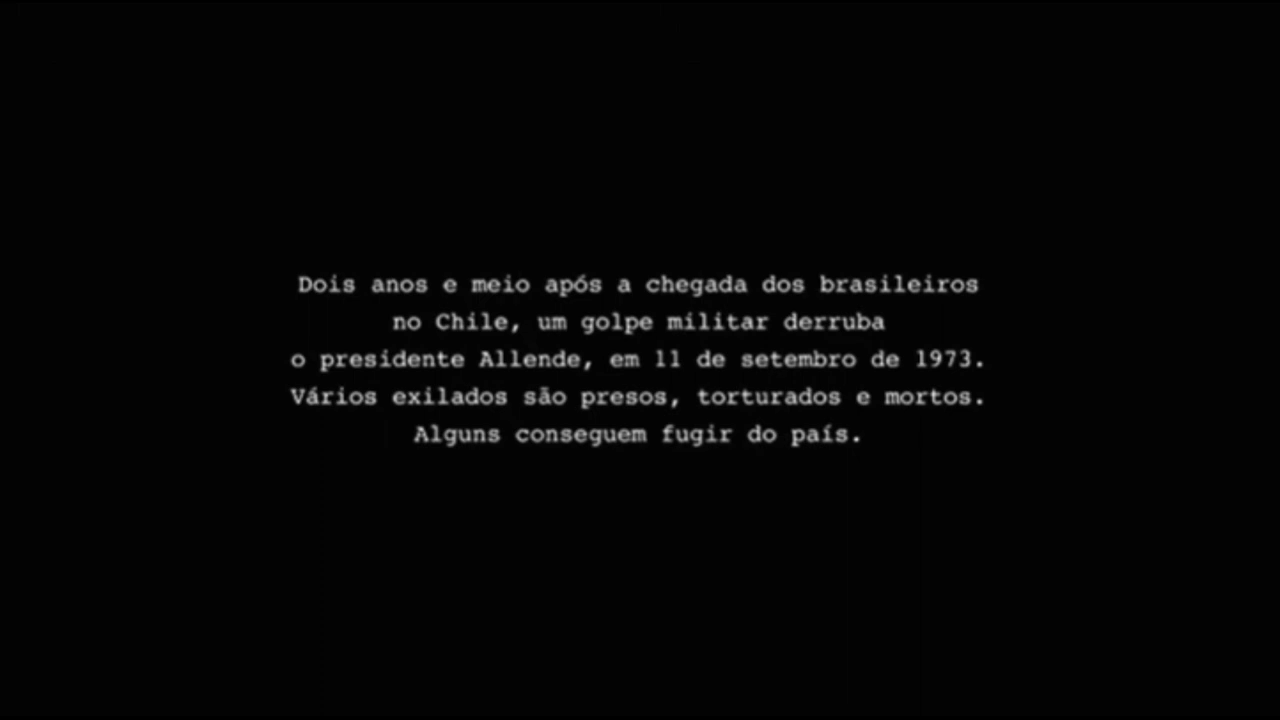 Dois anos e meio após a chegada dos brasileiros
no Chile, um golpe militar derruba
o presidente Allende, em 11 de setembro de 1973.
Vários exilados são presos, torturados e mortos.
Alguns conseguem fugir do país.